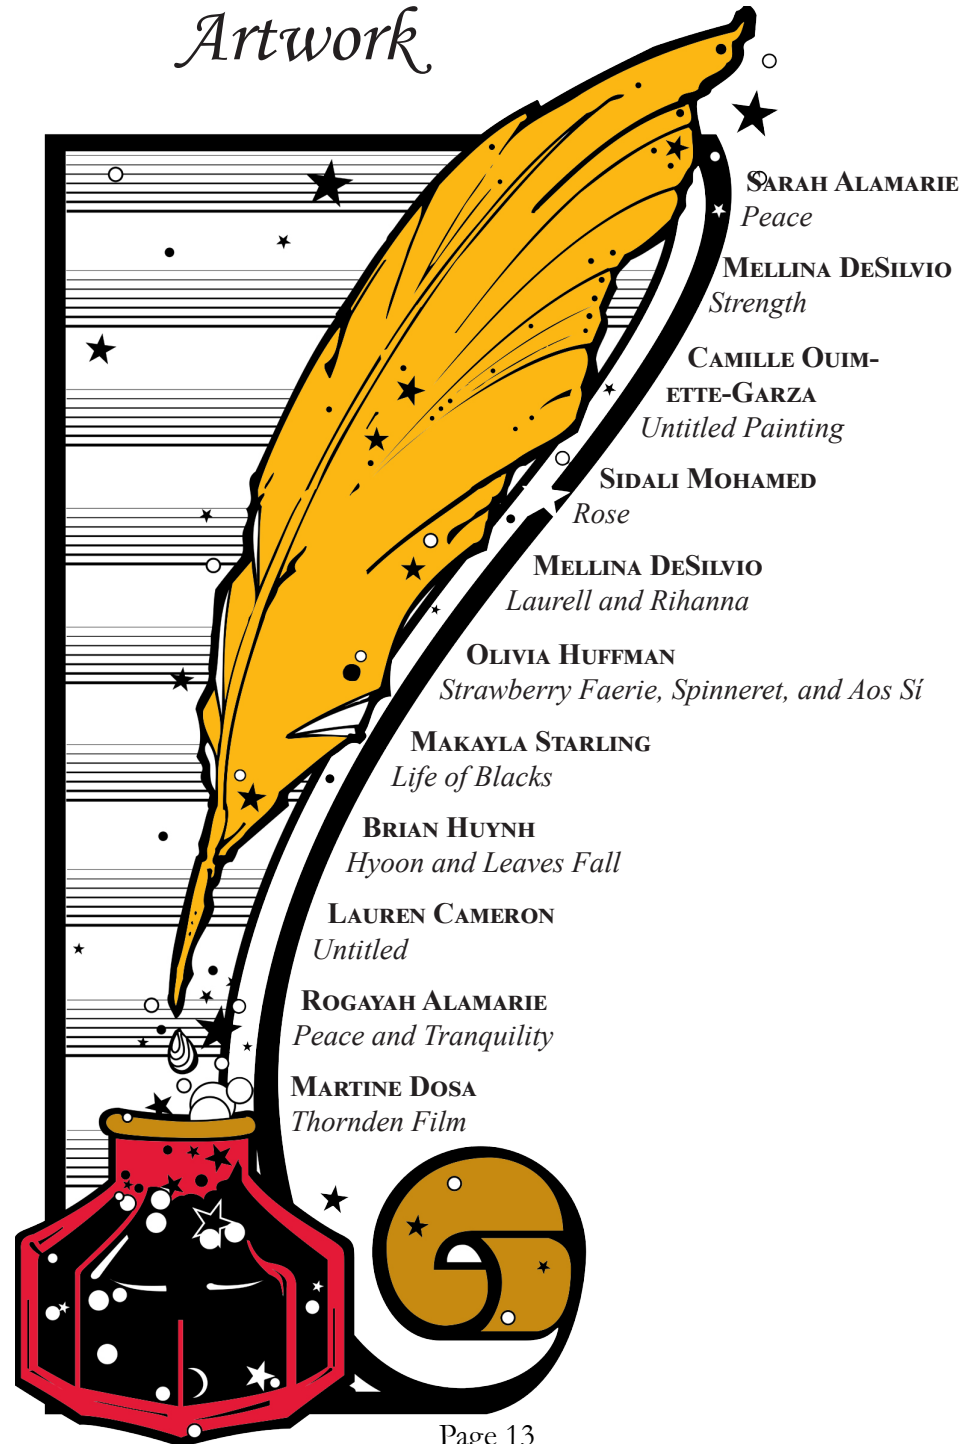 Artwork
Sarah Alamarie
Peace
Mellina DeSilvio
Strength
Camille Ouim-
ette-Garza
Untitled Painting
Sidali Mohamed
Rose
Mellina DeSilvio
Laurell and Rihanna
Olivia Huffman
Strawberry Faerie, Spinneret, and Aos Sí
Makayla Starling
Life of Blacks
Brian Huynh
Hyoon and Leaves Fall
Lauren Cameron
Untitled
Rogayah Alamarie
Peace and Tranquility
Martine Dosa
Thornden Film
Page 13